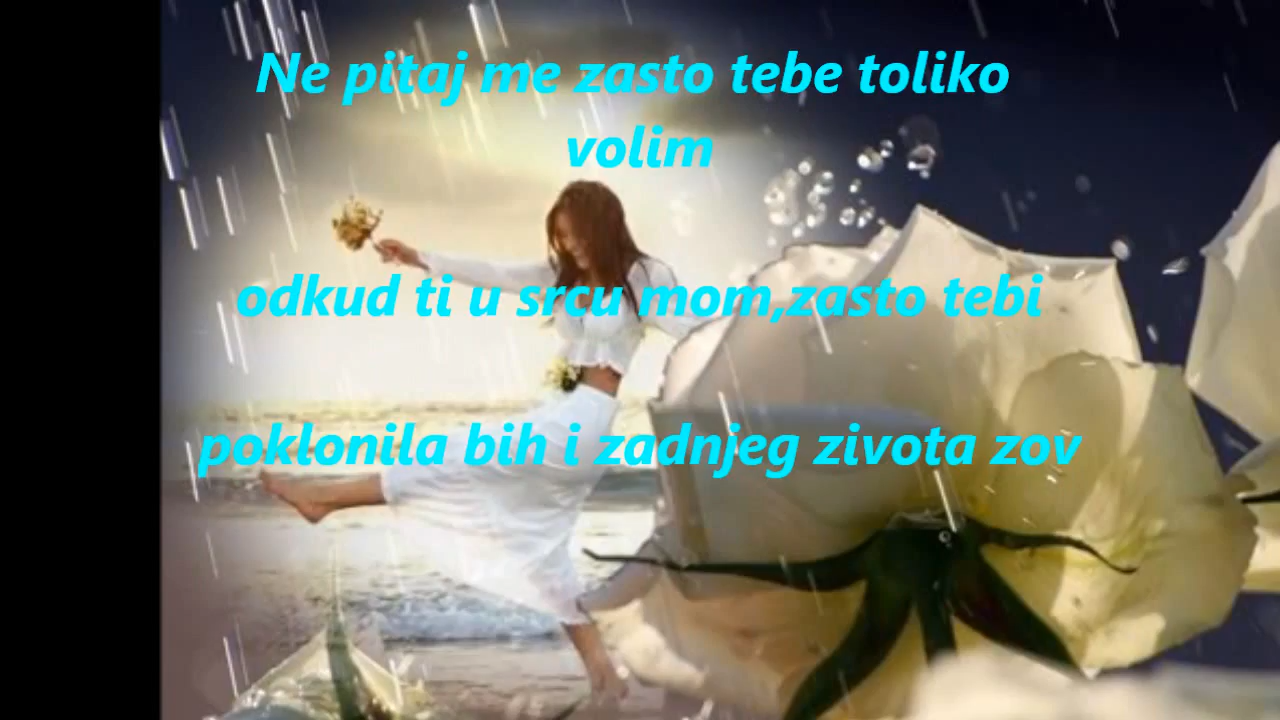 Ne pitaj me zasto tebe toliko
volim
odkud ti u srcu mom,zasto tebi
poklonila bih i zadnjeg zivota zov